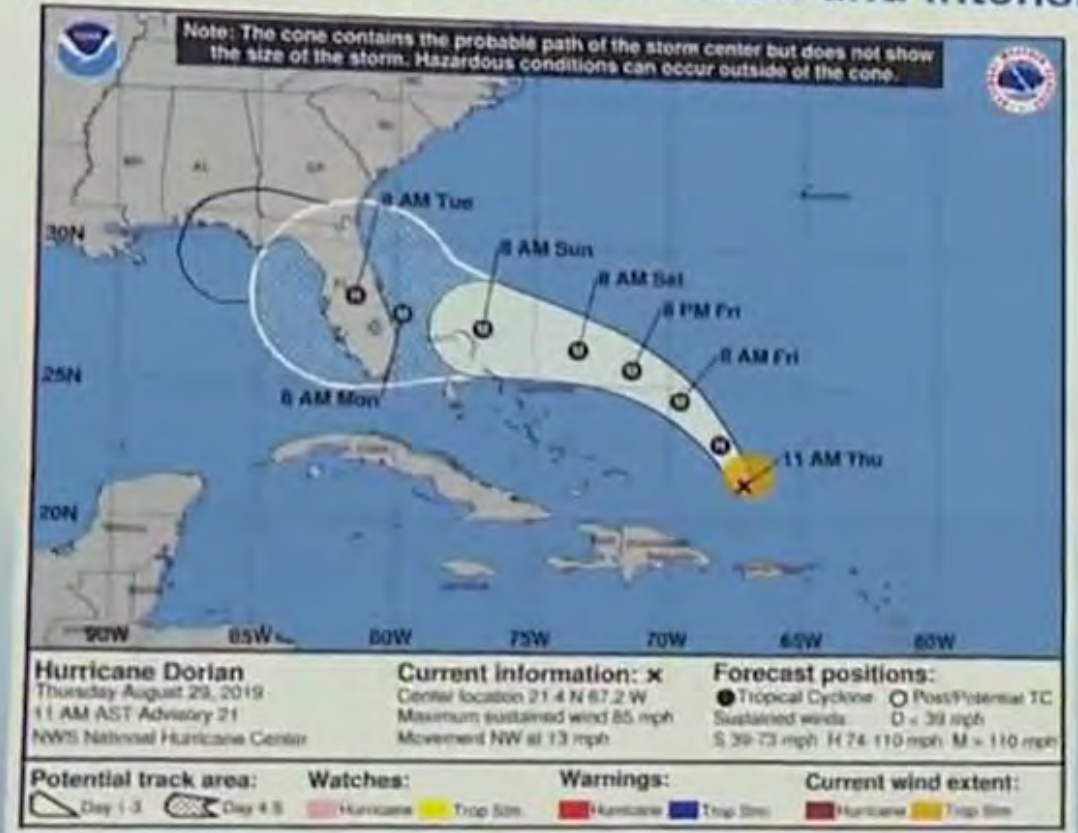 Note: The cone contains the probable path of the storm center but does not show
the size of the storm. Hazardous conditions can occur outside of the cone.
NC
SC
MS
AL
GA
8 AM Tue
30N
8 AM Sun
FL
8 AM Sat
8 PM Fri
8 AM Fri
25N
8 AM Mon
11 AM Thu
20N
90W 85W 80W 75W 70W 65W 60W
Hurricane Dorian
Thursday August 29, 2019
11 AM AST Advisory 21
NWS National Hurricane Center
Current information: x
Center location 21.4 N 67.2 W
Maximum sustained wind 85 mph
Movement NW at 13 mph
Forecast positions:
Tropical Cyclone Post/Potential TC
Sustained winds: D < 39 mph
S 39-73 mph H 74-110 mph M > 110 mph
Potential track area:
Day 1-3 Day 4-5
Watches:
Hurricane Trop Stm
Warnings:
Hurricane Trop Stm
Current wind extent:
Hurricane Trop Stm